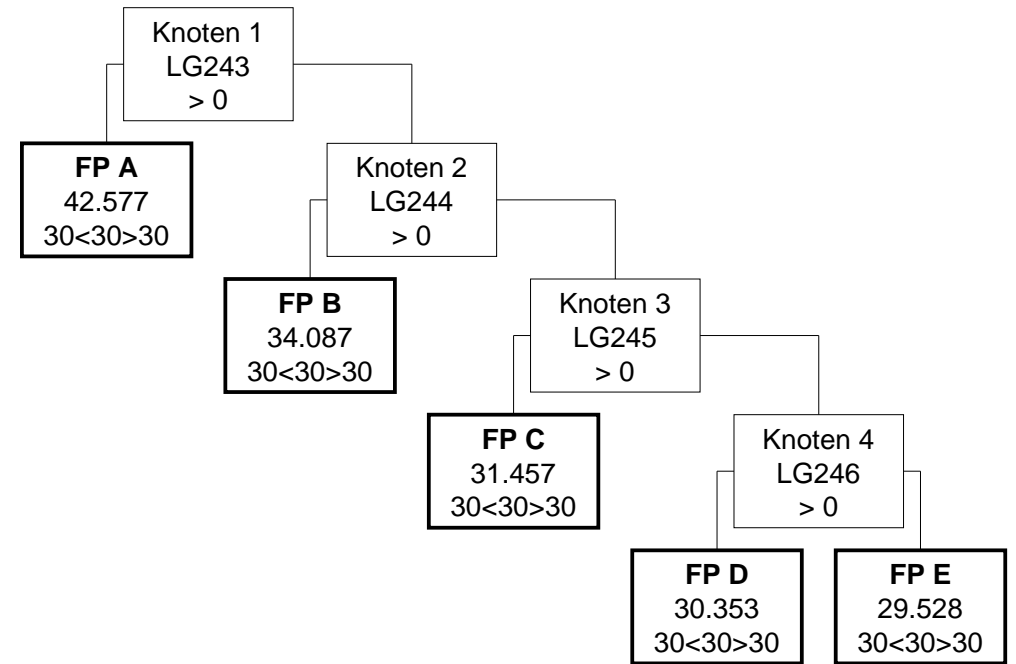 Knoten 1
LG243
> 0
FP A
42.577
30<30>30
Knoten 2
LG244
> 0
FP B
34.087
30<30>30
Knoten 3
LG245
> 0
FP C
31.457
30<30>30
Knoten 4
LG246
> 0
FP D
30.353
30<30>30
FP E
29.528
30<30>30